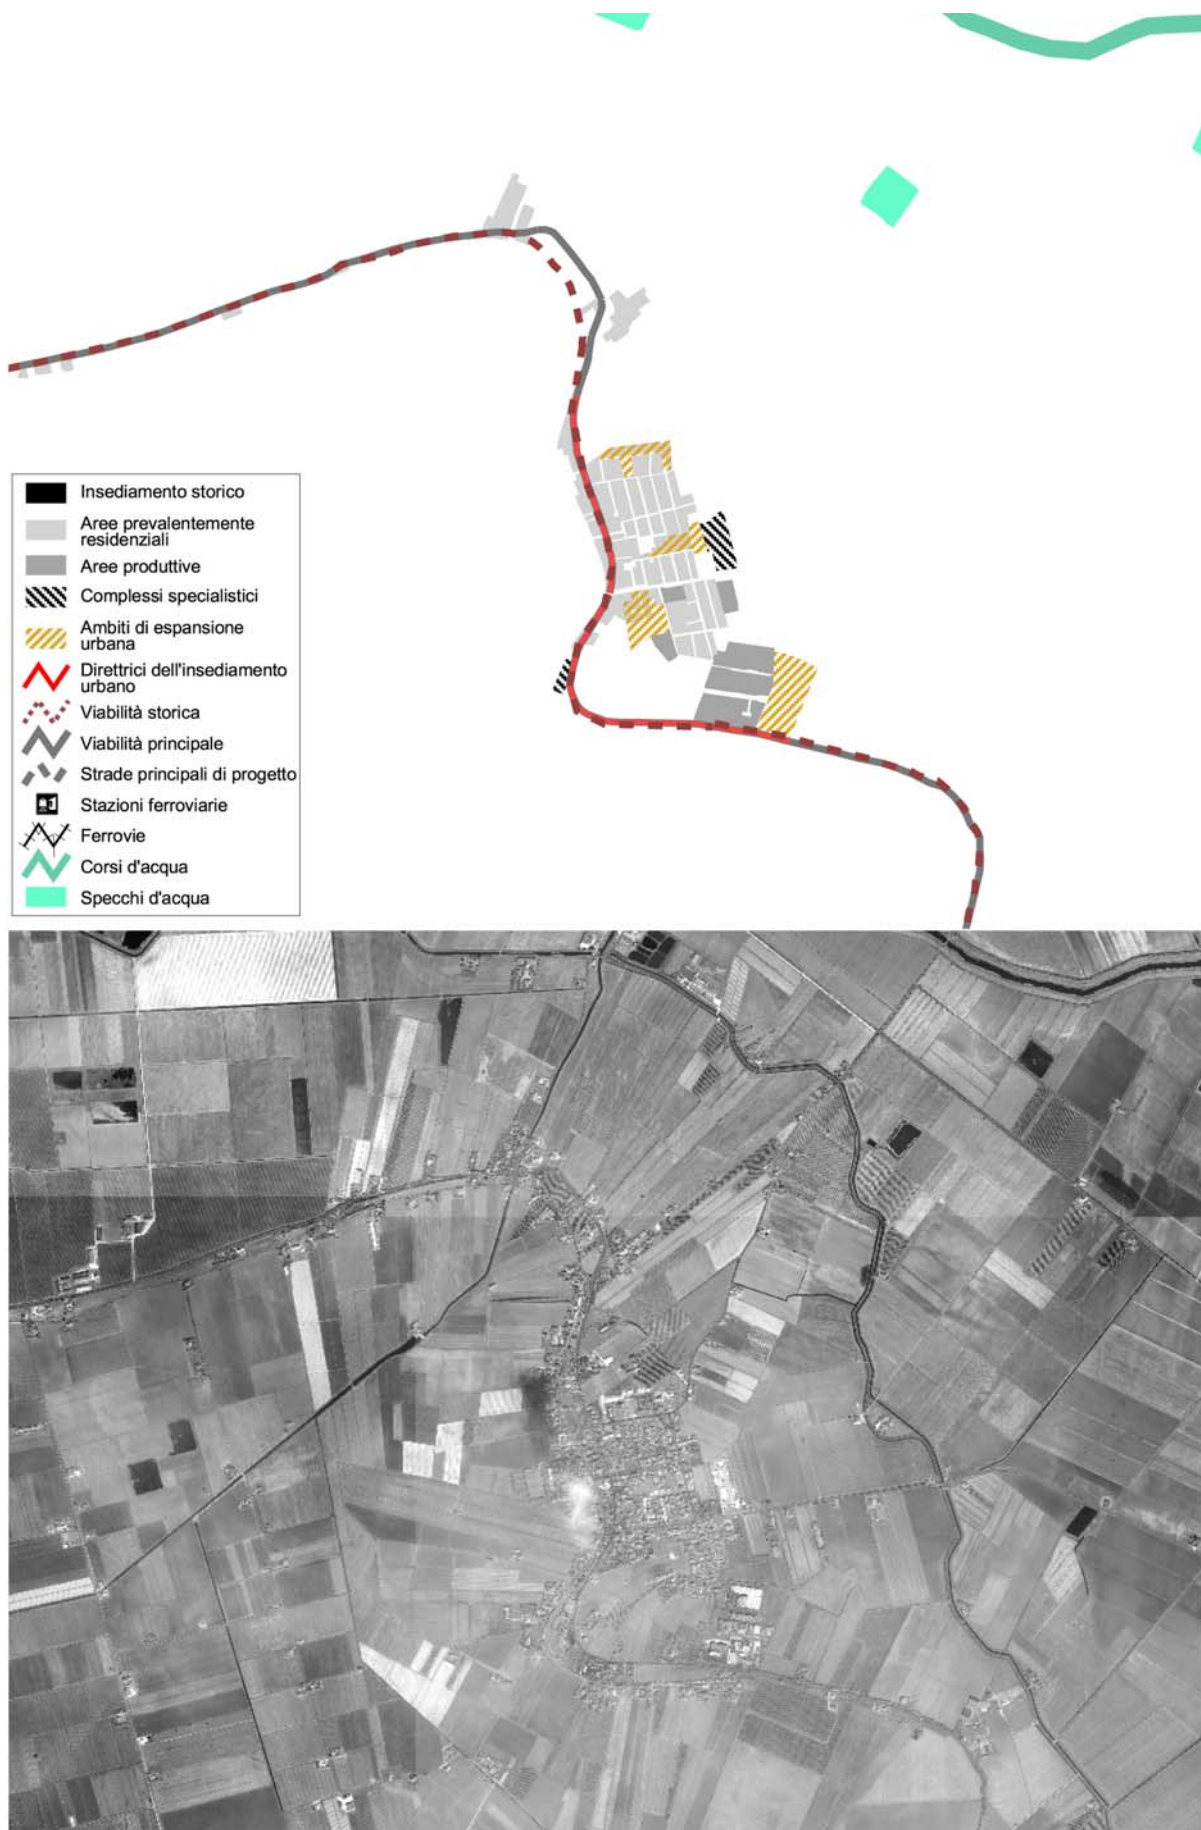 Insediamento storico
Aree prevalentemente
residenziali
Aree produttive
Complessi specialistici
Ambiti di espansione
urbana
Direttrici dell'insediamento
urbano
Viabilità storica
Viabilità principale
Strade principali di progetto
Stazioni ferroviarie
Ferrovie
Corsi d'acqua
Specchi d'acqua